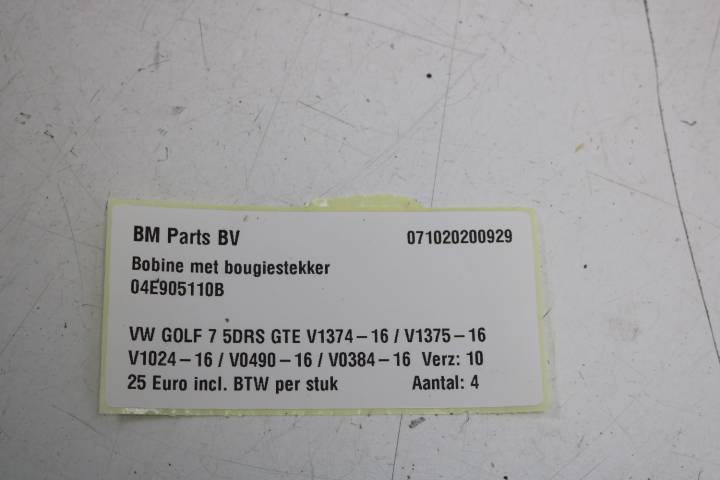 BM Parts BV 071020200929
Bobine met bougiestekker
04E905110B
VW GOLF 7 5DRS GTE V1374-16 / V1375-16
V1024-16 / V0490-16 / V0384-16 Verz: 10
25 Euro incl. BTW per stuk Aantal: 4